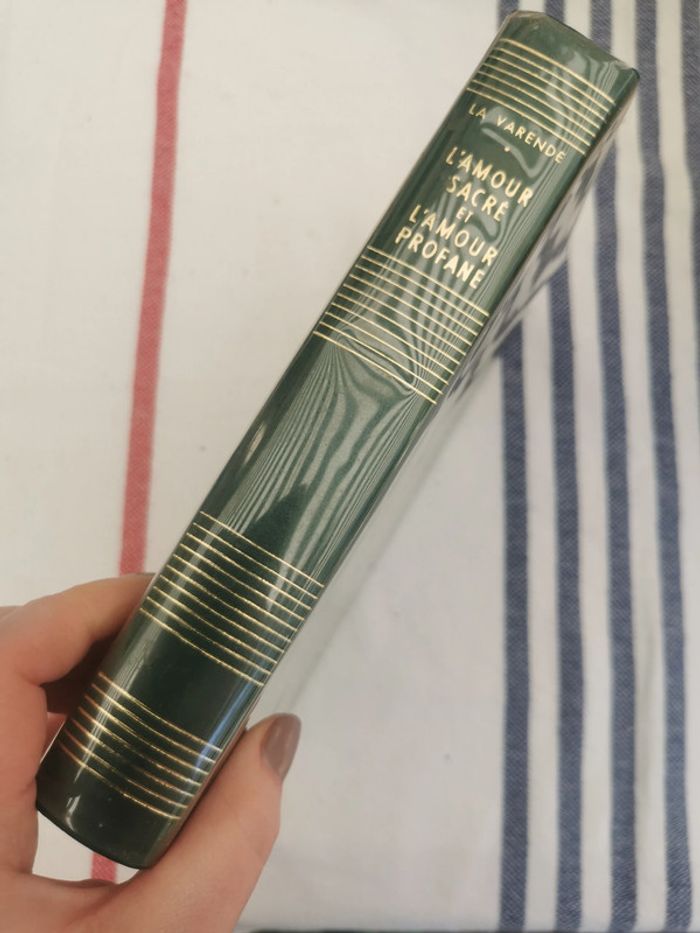 LA VARENDE
L'AMOUR
SACRÉ
ET
L'AMOUR
PROFANE